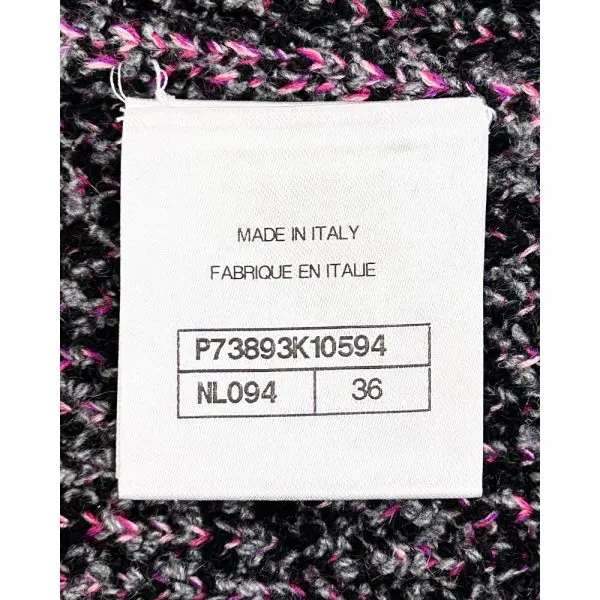 MADE IN ITALY
FABRIQUE EN ITALIE
P73893K10594
NL094 36